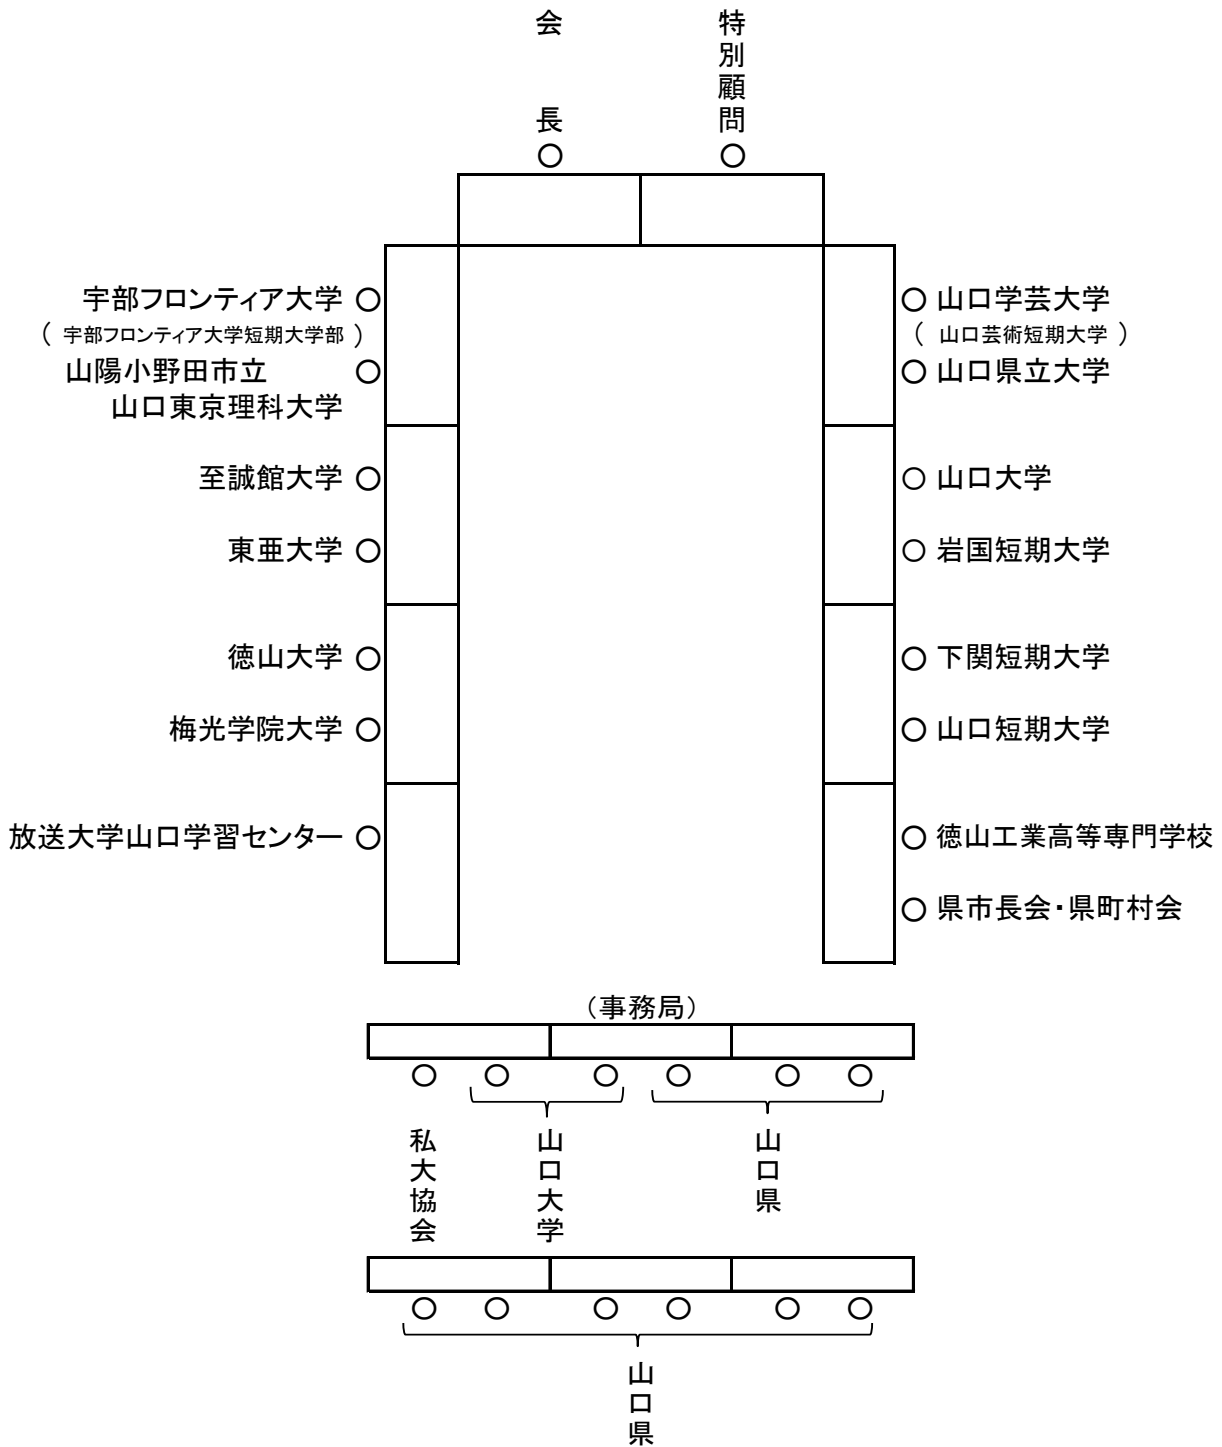 会長
特別顧問
宇部フロンティア大学
（ 宇部フロンティア大学短期大学部 ）
山陽小野田市立
山口東京理科大学
至誠館大学
東亜大学
徳山大学
梅光学院大学
放送大学山口学習センター
山口学芸大学
（ 山口芸術短期大学 ）
山口県立大学
山口大学
岩国短期大学
下関短期大学
山口短期大学
徳山工業高等専門学校
県市長会・県町村会
（事務局）
私大協会
山口大学
山口県
山口県